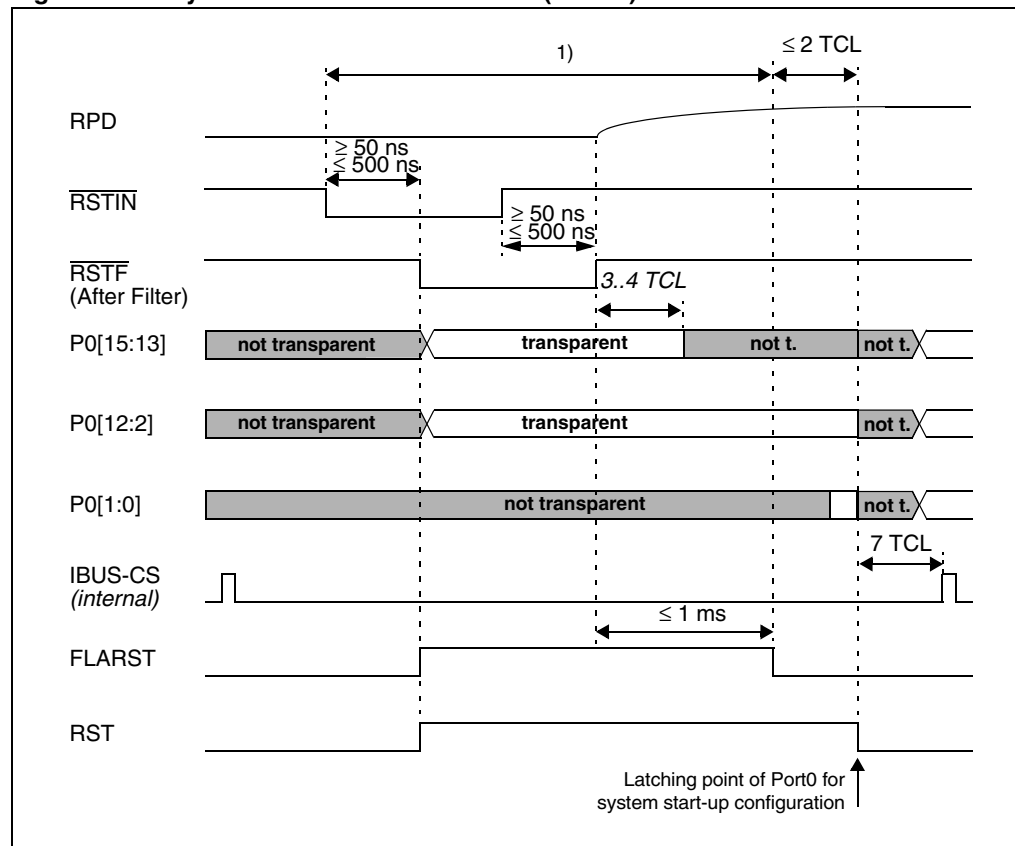 1)
≤ 2 TCL
RPD
≥ 50 ns
≤ 500 ns
RSTIN
≥ 50 ns
≤ 500 ns
RSTF
(After Filter)
3..4 TCL
P0[15:13]
not transparent
transparent
not t.
not t.
P0[12:2]
not transparent
transparent
not t.
P0[1:0]
not transparent
not t.
7 TCL
IBUS-CS
(internal)
≤ 1 ms
FLARST
RST
Latching point of Port0 for
system start-up configuration